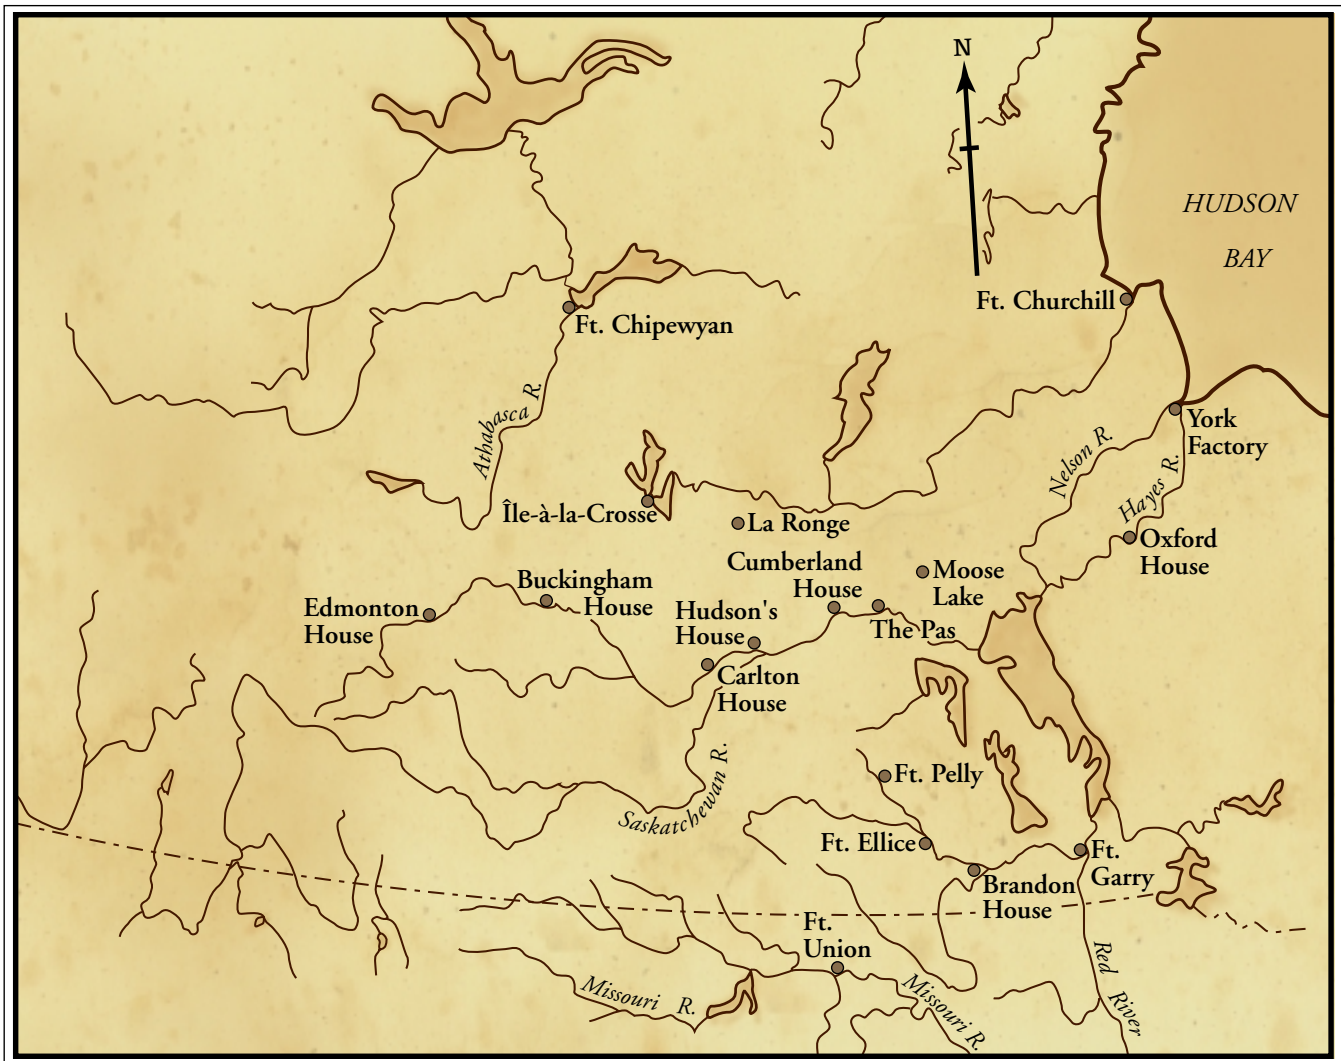 N
HUDSON
BAY
Ft. Churchill
Ft. Chipewyan
Athabasca R.
York
Factory
Nelson R.
Hayes R.
Île-à-la-Crosse
La Ronge
Oxford
House
Cumberland
House
Moose
Lake
Buckingham
House
Edmonton
House
Hudson's
House
The Pas
Carlton
House
Saskatchewan R.
Ft. Pelly
Ft. Ellice
Ft.
Garry
Brandon
House
Ft.
Union
Missouri R.
Missouri R.
Red River